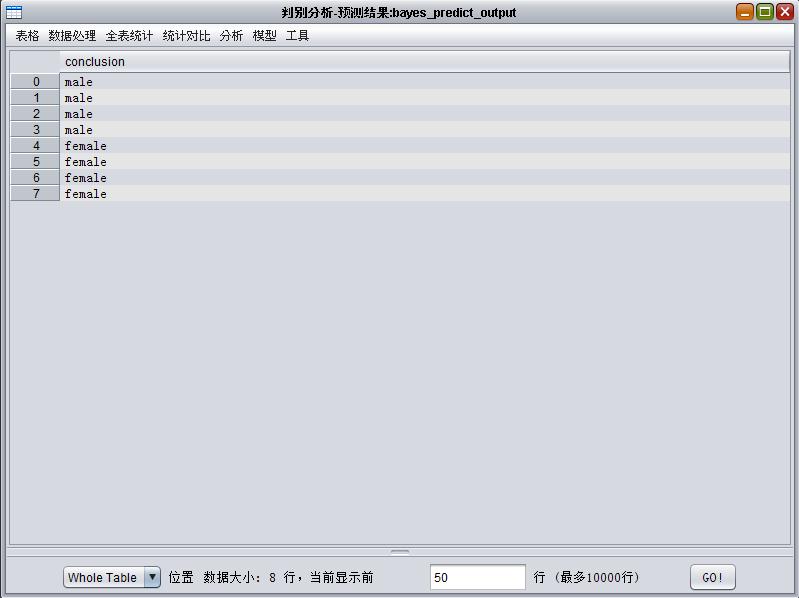 判别分析-预测结果:bayes_predict_output
表格 数据处理 全表统计 统计对比 分析 模型 工具
conclusion
0 male
1 male
2 male
3 male
4 female
5 female
6 female
7 female
Whole Table 位置 数据大小: 8 行，当前显示前 50 行 (最多10000行) GO!